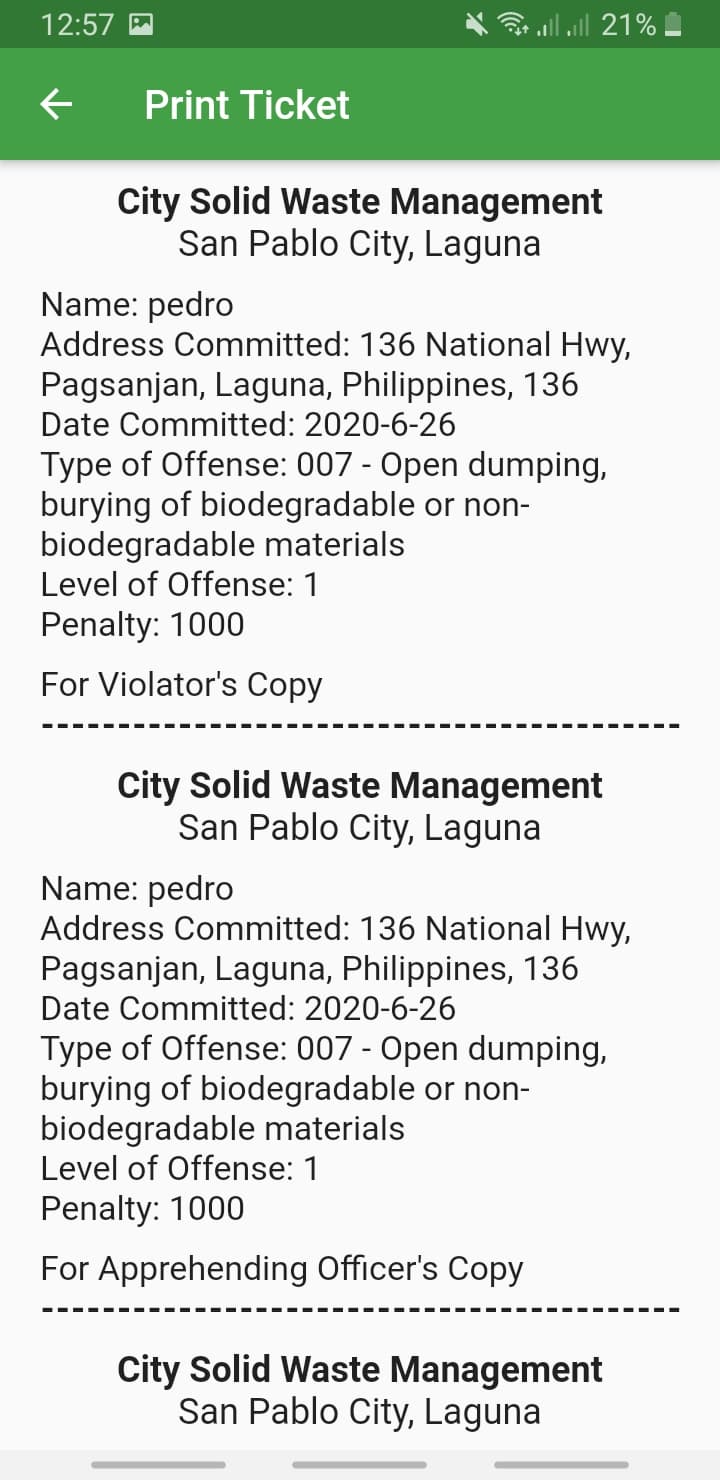 12:57 21%
Print Ticket
City Solid Waste Management
San Pablo City, Laguna
Name: pedro
Address Committed: 136 National Hwy,
Pagsanjan, Laguna, Philippines, 136
Date Committed: 2020-6-26
Type of Offense: 007 - Open dumping,
burying of biodegradable or non-
biodegradable materials
Level of Offense: 1
Penalty: 1000
For Violator's Copy
------------------------------------------
City Solid Waste Management
San Pablo City, Laguna
Name: pedro
Address Committed: 136 National Hwy,
Pagsanjan, Laguna, Philippines, 136
Date Committed: 2020-6-26
Type of Offense: 007 - Open dumping,
burying of biodegradable or non-
biodegradable materials
Level of Offense: 1
Penalty: 1000
For Apprehending Officer's Copy
------------------------------------------
City Solid Waste Management
San Pablo City, Laguna